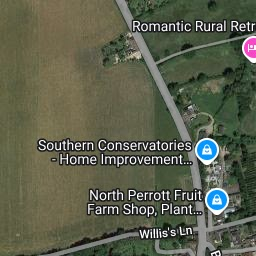 Romantic Rural Retr
Southern Conservatories
- Home Improvement...
North Perrott Fruit
Farm Shop, Plant...
Willis's Ln